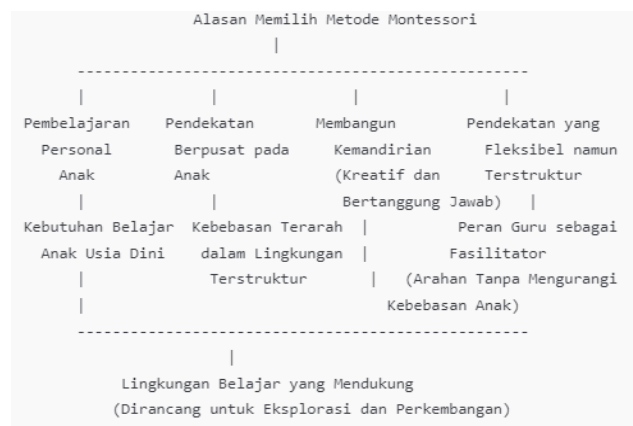 Alasan Memilih Metode Montessori
|
---------------------------------------------------
| | | |
Pembelajaran Pendekatan Membangun Pendekatan yang
Personal Berpusat pada Kemandirian Fleksibel namun
Anak Anak (Kreatif dan Terstruktur
| | Bertanggung Jawab) |
Kebutuhan Belajar Kebebasan Terarah | Peran Guru sebagai
Anak Usia Dini dalam Lingkungan | Fasilitator
| Terstruktur | (Arahan Tanpa Mengurangi
| Kebebasan Anak)
---------------------------------------------------
|
Lingkungan Belajar yang Mendukung
(Dirancang untuk Eksplorasi dan Perkembangan)